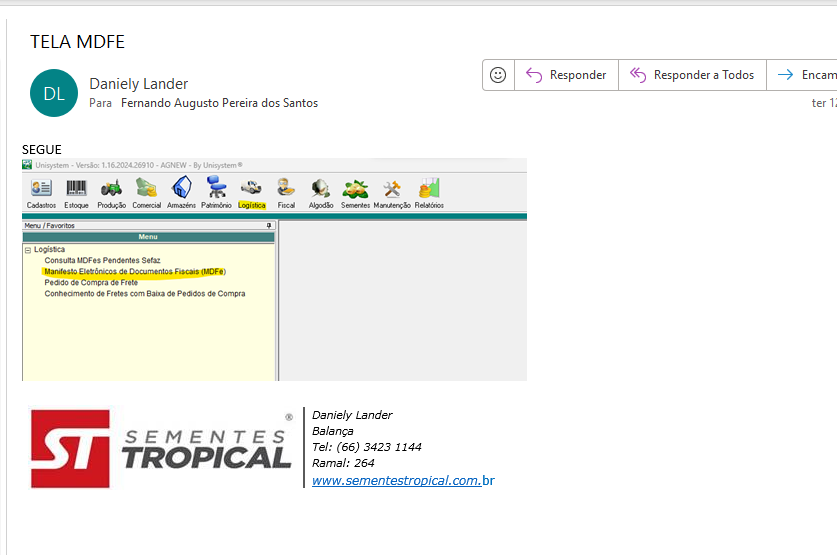 TELA MDFE
DL
Daniely Lander
Para Fernando Augusto Pereira dos Santos
Responder
Responder a Todos
Encam
ter 12
SEGUE
Unisystem - Versão: 1.16.2024.26910 - AGNEW - By Unisystem®
Cadastros Estoque Produção Comercial Armazéns Patrimônio Logística Fiscal Algodão Sementes Manutenção Relatórios
Menu / Favoritos
Menu
Logística
Consulta MDFes Pendentes Sefaz
Manifesto Eletrônicos de Documentos Fiscais (MDFe)
Pedido de Compra de Frete
Conhecimento de Fretes com Baixa de Pedidos de Compra
ST SEMENTES ®
TROPICAL
Daniely Lander
Balança
Tel: (66) 3423 1144
Ramal: 264
www.sementestropical.com.br